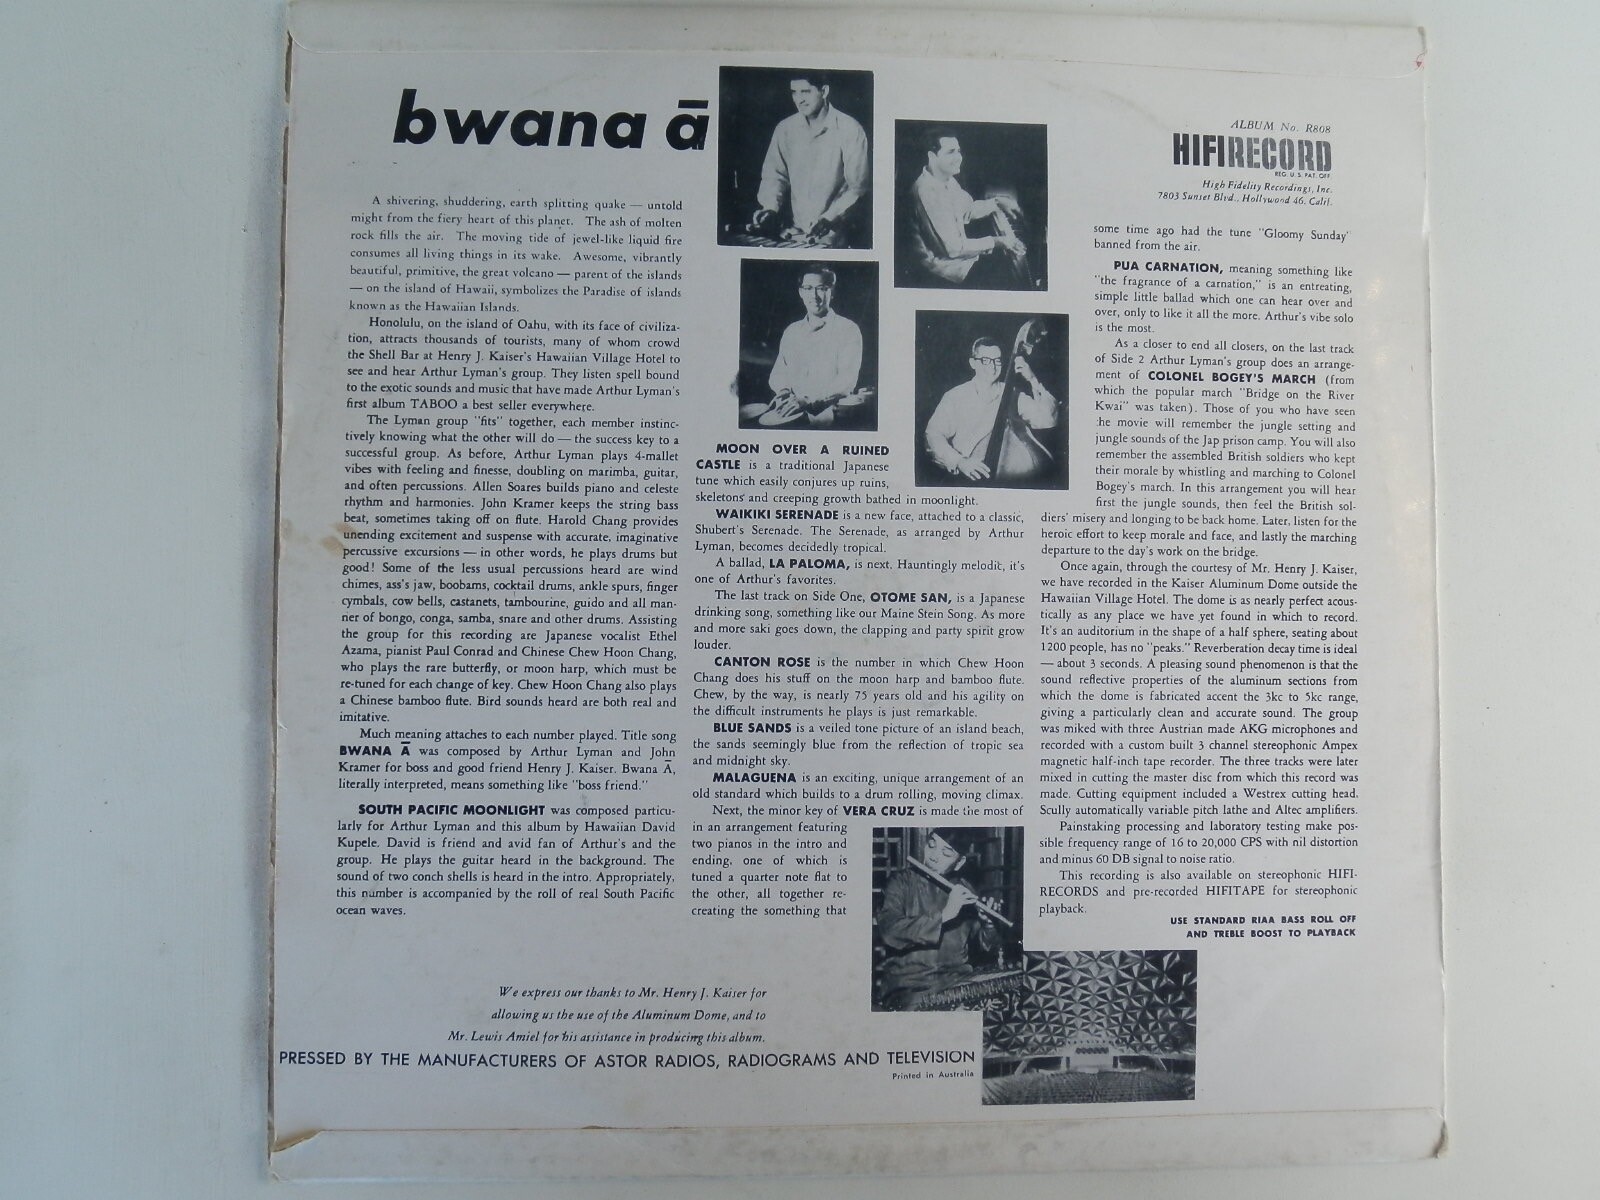 bwana ā
A shivering, shuddering, earth splitting quake — untold
might from the fiery heart of this planet. The ash of molten
rock fills the air. The moving tide of jewel-like liquid fire
consumes all living things in its wake. Awesome, vibrantly
beautiful, primitive, the great volcano — parent of the islands
— on the island of Hawaii, symbolizes the Paradise of islands
known as the Hawaiian Islands.
Honolulu, on the island of Oahu, with its face of civiliza-
tion, attracts thousands of tourists, many of whom crowd
the Shell Bar at Henry J. Kaiser's Hawaiian Village Hotel to
see and hear Arthur Lyman's group. They listen spell bound
to the exotic sounds and music that have made Arthur Lyman's
first album TABOO a best seller everywhere.
The Lyman group "fits" together, each member instinc-
tively knowing what the other will do — the success key to a
successful group. As before, Arthur Lyman plays 4-mallet
vibes with feeling and finesse, doubling on marimba, guitar,
and often percussions. Allen Soares builds piano and celeste
rhythm and harmonies. John Kramer keeps the string bass
beat, sometimes taking off on flute. Harold Chang provides
unending excitement and suspense with accurate, imaginative
percussive excursions — in other words, he plays drums but
good! Some of the less usual percussions heard are wind
chimes, ass's jaw, boobams, cocktail drums, ankle spurs, finger
cymbals, cow bells, castanets, tambourine, guido and all man-
ner of bongo, conga, samba, snare and other drums. Assisting
the group for this recording are Japanese vocalist Ethel
Azama, pianist Paul Conrad and Chinese Chew Hoon Chang,
who plays the rare butterfly, or moon harp, which must be
re-tuned for each change of key. Chew Hoon Chang also plays
a Chinese bamboo flute. Bird sounds heard are both real and
imitative.
Much meaning attaches to each number played. Title song
BWANA Ā was composed by Arthur Lyman and John
Kramer for boss and good friend Henry J. Kaiser. Bwana Ā,
literally interpreted, means something like "boss friend."
SOUTH PACIFIC MOONLIGHT was composed particu-
larly for Arthur Lyman and this album by Hawaiian David
Kupele. David is friend and avid fan of Arthur's and the
group. He plays the guitar heard in the background. The
sound of two conch shells is heard in the intro. Appropriately,
this number is accompanied by the roll of real South Pacific
ocean waves.
MOON OVER A RUINED
CASTLE is a traditional Japanese
tune which easily conjures up ruins,
skeletons and creeping growth bathed in moonlight.
WAIKIKI SERENADE is a new face, attached to a classic,
Shubert's Serenade. The Serenade, as arranged by Arthur
Lyman, becomes decidedly tropical.
A ballad, LA PALOMA, is next. Hauntingly melodic, it's
one of Arthur's favorites.
The last track on Side One, OTOME SAN, is a Japanese
drinking song, something like our Maine Stein Song. As more
and more saki goes down, the clapping and party spirit grow
louder.
CANTON ROSE is the number in which Chew Hoon
Chang does his stuff on the moon harp and bamboo flute.
Chew, by the way, is nearly 75 years old and his agility on
the difficult instruments he plays is just remarkable.
BLUE SANDS is a veiled tone picture of an island beach,
the sands seemingly blue from the reflection of tropic sea
and midnight sky.
MALAGUENA is an exciting, unique arrangement of an
old standard which builds to a drum rolling, moving climax.
Next, the minor key of VERA CRUZ is made the most of
in an arrangement featuring
two pianos in the intro and
ending, one of which is
tuned a quarter note flat to
the other, all together re-
creating the something that
ALBUM No. R808
HIFIRECORD
REG. U.S. PAT. OFF.
High Fidelity Recordings, Inc.
7803 Sunset Blvd., Hollywood 46, Calif.
some time ago had the tune "Gloomy Sunday"
banned from the air.
PUA CARNATION, meaning something like
"the fragrance of a carnation," is an entreating,
simple little ballad which one can hear over and
over, only to like it all the more. Arthur's vibe solo
is the most.
As a closer to end all closers, on the last track
of Side 2 Arthur Lyman's group does an arrange-
ment of COLONEL BOGEY'S MARCH (from
which the popular march "Bridge on the River
Kwai" was taken). Those of you who have seen
the movie will remember the jungle setting and
jungle sounds of the Jap prison camp. You will also
remember the assembled British soldiers who kept
their morale by whistling and marching to Colonel
Bogey's march. In this arrangement you will hear
first the jungle sounds, then feel the British sol-
diers' misery and longing to be back home. Later, listen for the
heroic effort to keep morale and face, and lastly the marching
departure to the day's work on the bridge.
Once again, through the courtesy of Mr. Henry J. Kaiser,
we have recorded in the Kaiser Aluminum Dome outside the
Hawaiian Village Hotel. The dome is as nearly perfect acous-
tically as any place we have yet found in which to record.
It's an auditorium in the shape of a half sphere, seating about
1200 people, has no "peaks." Reverberation decay time is ideal
— about 3 seconds. A pleasing sound phenomenon is that the
sound reflective properties of the aluminum sections from
which the dome is fabricated accent the 3kc to 5kc range,
giving a particularly clean and accurate sound. The group
was miked with three Austrian made AKG microphones and
recorded with a custom built 3 channel stereophonic Ampex
magnetic half-inch tape recorder. The three tracks were later
mixed in cutting the master disc from which this record was
made. Cutting equipment included a Westrex cutting head,
Scully automatically variable pitch lathe and Altec amplifiers.
Painstaking processing and laboratory testing make pos-
sible frequency range of 16 to 20,000 CPS with nil distortion
and minus 60 DB signal to noise ratio.
This recording is also available on stereophonic HIFI-
RECORDS and pre-recorded HIFITAPE for stereophonic
playback.
USE STANDARD RIAA BASS ROLL OFF
AND TREBLE BOOST TO PLAYBACK
We express our thanks to Mr. Henry J. Kaiser for
allowing us the use of the Aluminum Dome, and to
Mr. Lewis Amiel for his assistance in producing this album.
PRESSED BY THE MANUFACTURERS OF ASTOR RADIOS, RADIOGRAMS AND TELEVISION
Printed in Australia